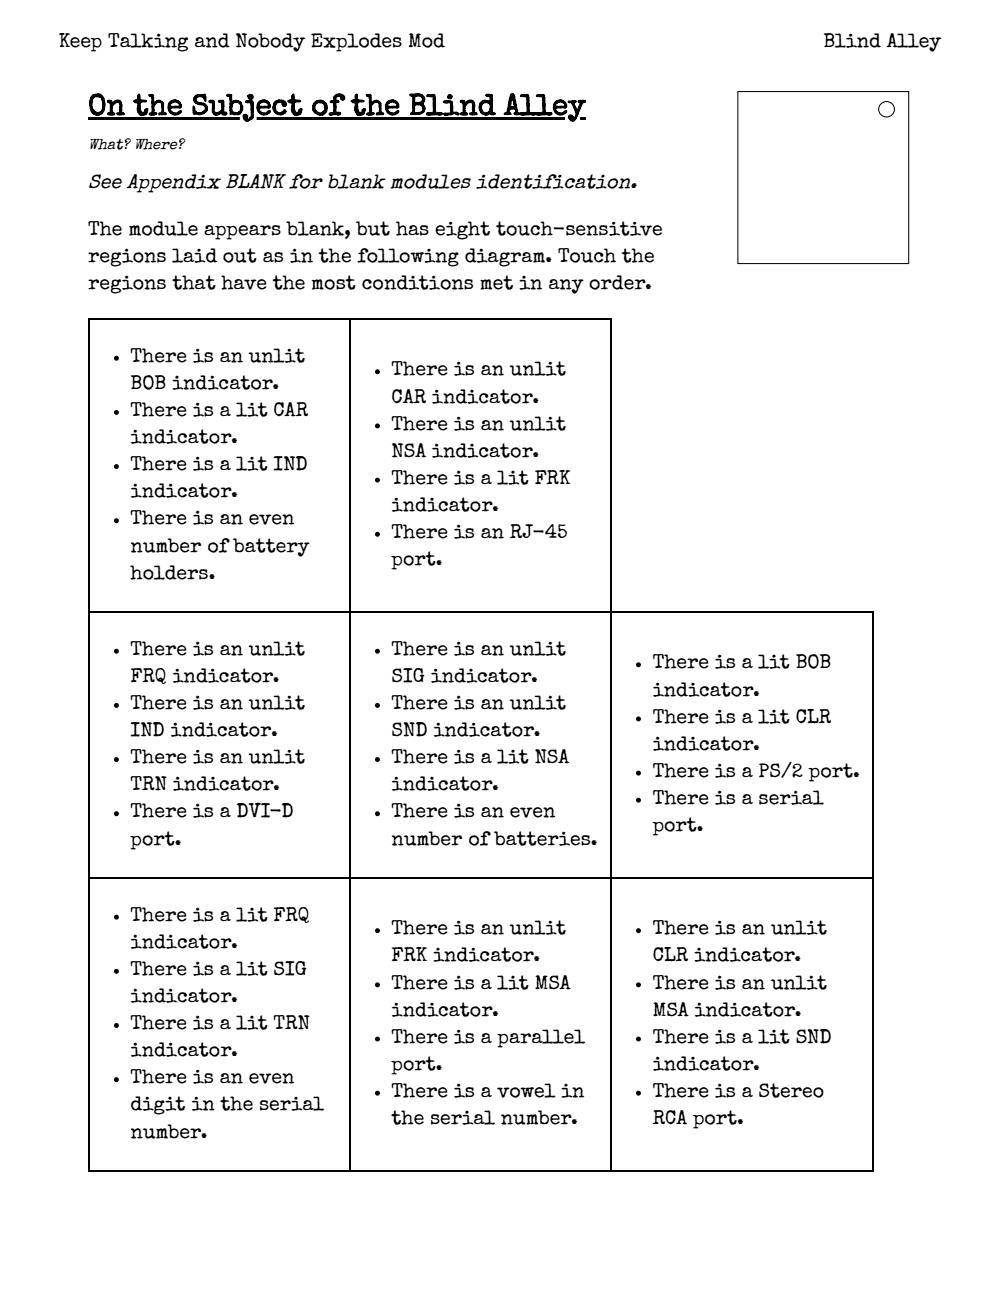 Keep Talking and Nobody Explodes Mod
Blind Alley
On the Subject of the Blind Alley
What? Where?
See Appendix BLANK for blank modules identification.
The module appears blank, but has eight touch-sensitive
regions laid out as in the following diagram. Touch the
regions that have the most conditions met in any order.
• There is an unlit
BOB indicator.
• There is a lit CAR
indicator.
• There is a lit IND
indicator.
• There is an even
number of battery
holders.
• There is an unlit
CAR indicator.
• There is an unlit
NSA indicator.
• There is a lit FRK
indicator.
• There is an RJ-45
port.
• There is an unlit
FRQ indicator.
• There is an unlit
IND indicator.
• There is an unlit
TRN indicator.
• There is a DVI-D
port.
• There is an unlit
SIG indicator.
• There is an unlit
SND indicator.
• There is a lit NSA
indicator.
• There is an even
number of batteries.
• There is a lit BOB
indicator.
• There is a lit CLR
indicator.
• There is a PS/2 port.
• There is a serial
port.
• There is a lit FRQ
indicator.
• There is a lit SIG
indicator.
• There is a lit TRN
indicator.
• There is an even
digit in the serial
number.
• There is an unlit
FRK indicator.
• There is a lit MSA
indicator.
• There is a parallel
port.
• There is a vowel in
the serial number.
• There is an unlit
CLR indicator.
• There is an unlit
MSA indicator.
• There is a lit SND
indicator.
• There is a Stereo
RCA port.